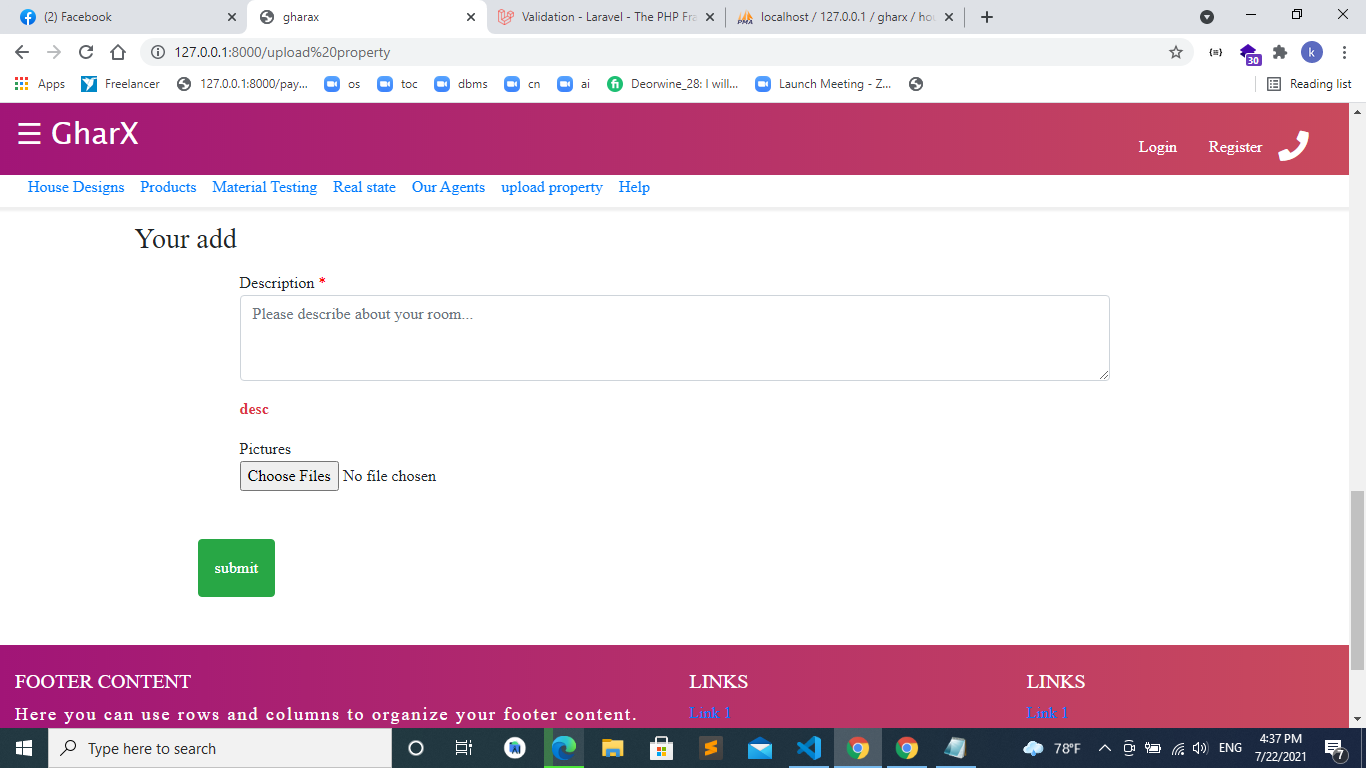 (2) Facebook
gharax
Validation - Laravel - The PHP Fra
localhost / 127.0.0.1 / gharx / hou
127.0.0.1:8000/upload%20property
30
k
Apps
Freelancer
127.0.0.1:8000/pay...
os
toc
dbms
cn
ai
Deorwine_28: I will...
Launch Meeting - Z...
Reading list
☰ GharX
Login
Register
House Designs
Products
Material Testing
Real state
Our Agents
upload property
Help
Your add
Description *
Please describe about your room...
desc
Pictures
Choose Files No file chosen
submit
FOOTER CONTENT
LINKS
LINKS
Here you can use rows and columns to organize your footer content.
Link 1
Link 1
Type here to search
78°F
ENG
4:37 PM
7/22/2021
7